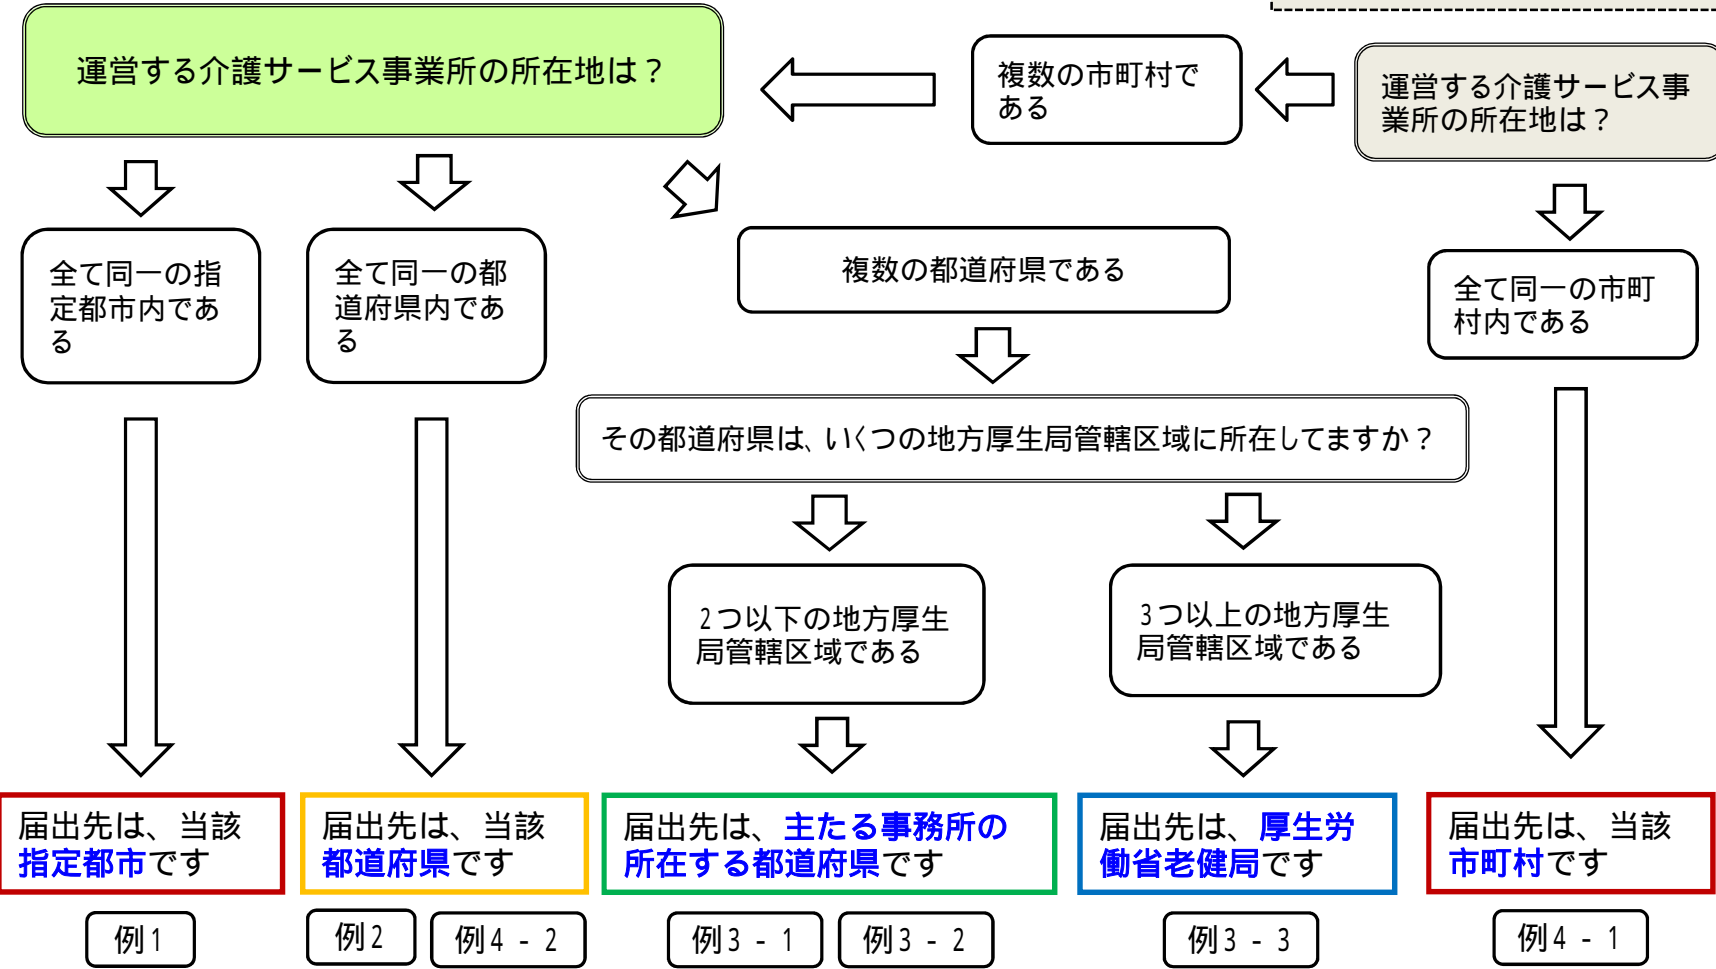 運営する介護サービス事業所の所在地は？
複数の市町村で
ある
運営する介護サービス事
業所の所在地は？
全て同一の指
定都市内であ
る
全て同一の都
道府県内であ
る
複数の都道府県である
全て同一の市町
村内である
その都道府県は、いくつの地方厚生局管轄区域に所在してますか？
2つ以下の地方厚生
局管轄区域である
3つ以上の地方厚生
局管轄区域である
届出先は、当該
指定都市です
届出先は、当該
都道府県です
届出先は、主たる事務所の
所在する都道府県です
届出先は、厚生労
働省老健局です
届出先は、当該
市町村です
例1
例2
例4－2
例3－1
例3－2
例3－3
例4－1